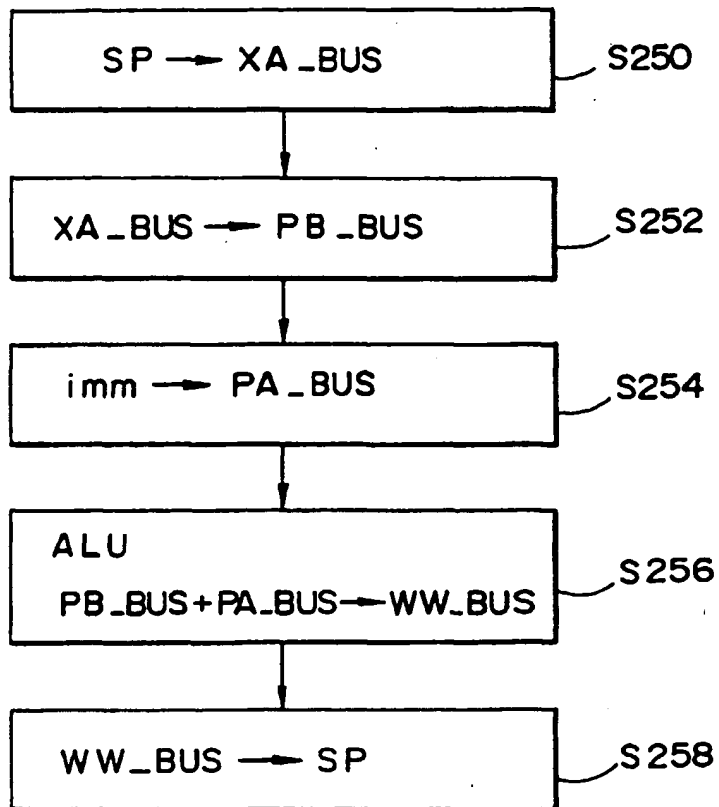 SP → XA_BUS
S250
XA_BUS → PB_BUS
S252
imm → PA_BUS
S254
ALU
PB_BUS+PA_BUS→WW_BUS
S256
WW_BUS → SP
S258